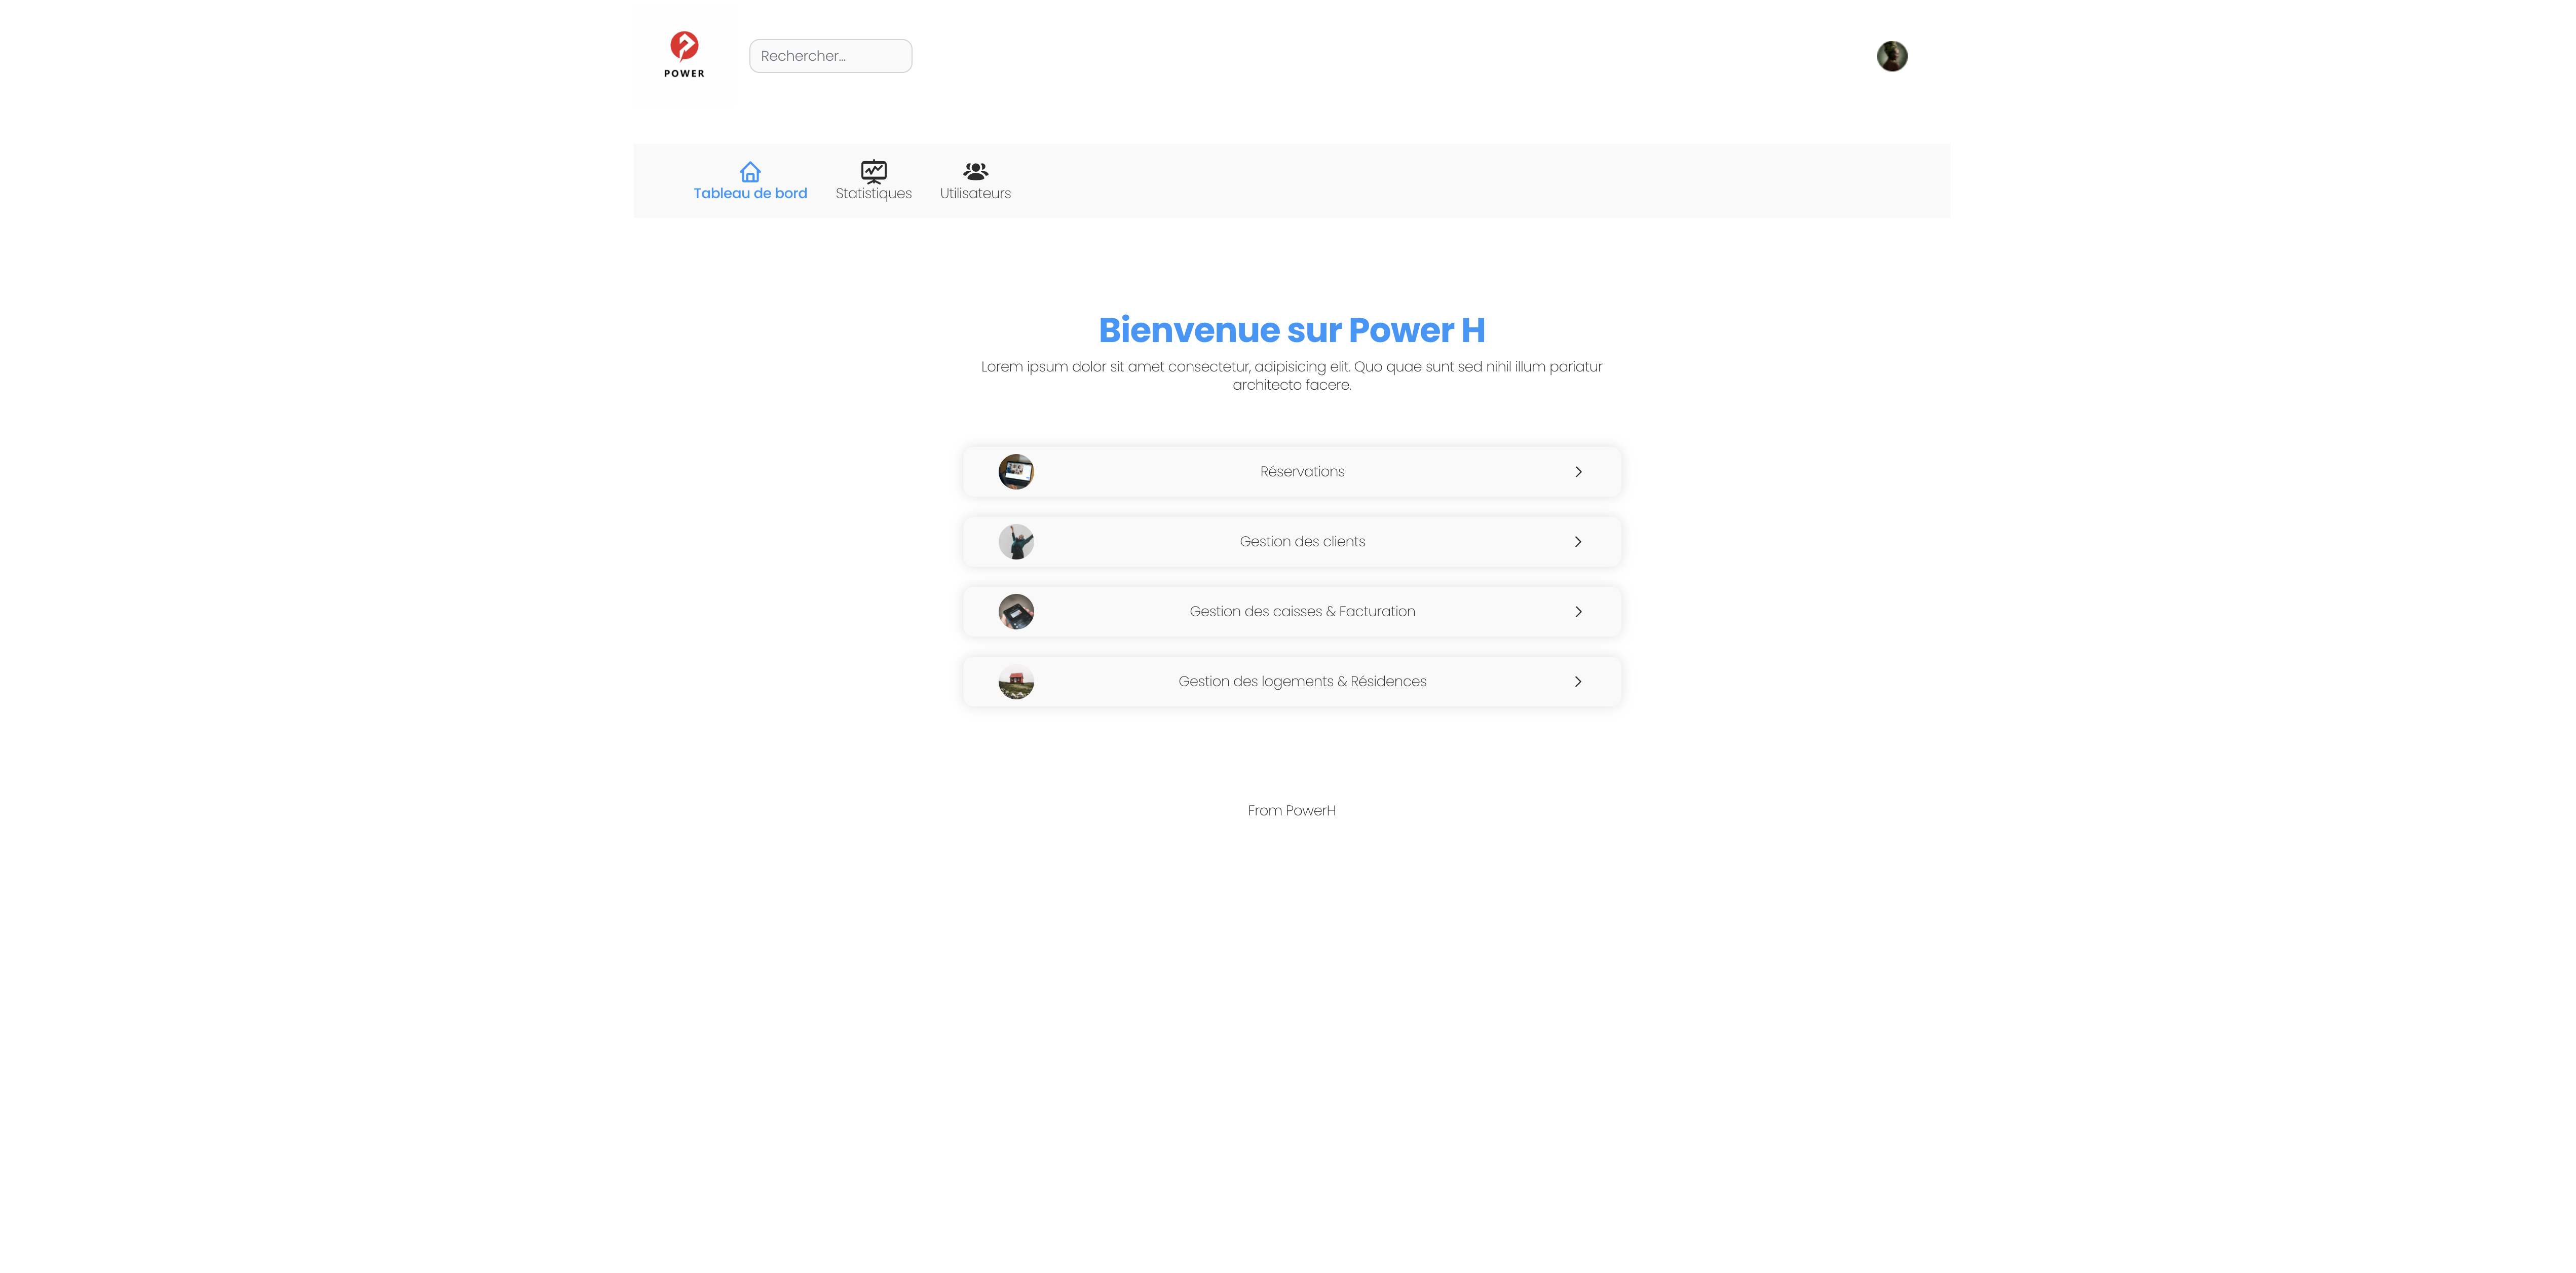 POWER
Rechercher...
Tableau de bord
Statistiques
Utilisateurs
Bienvenue sur Power H
Lorem ipsum dolor sit amet consectetur, adipisicing elit. Quo quae sunt sed nihil illum pariatur
architecto facere.
Réservations
Gestion des clients
Gestion des caisses & Facturation
Gestion des logements & Résidences
From PowerH